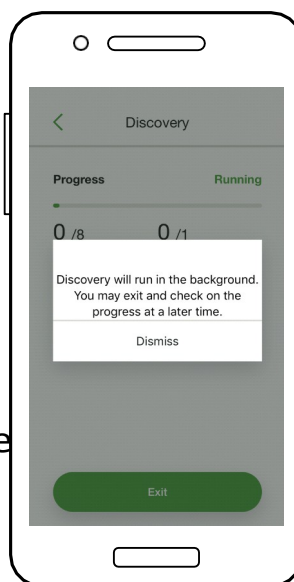 Discovery
Progress Running
0 /8 0 /1
Discovery will run in the background.
You may exit and check on the
progress at a later time.
Dismiss
e
Exit